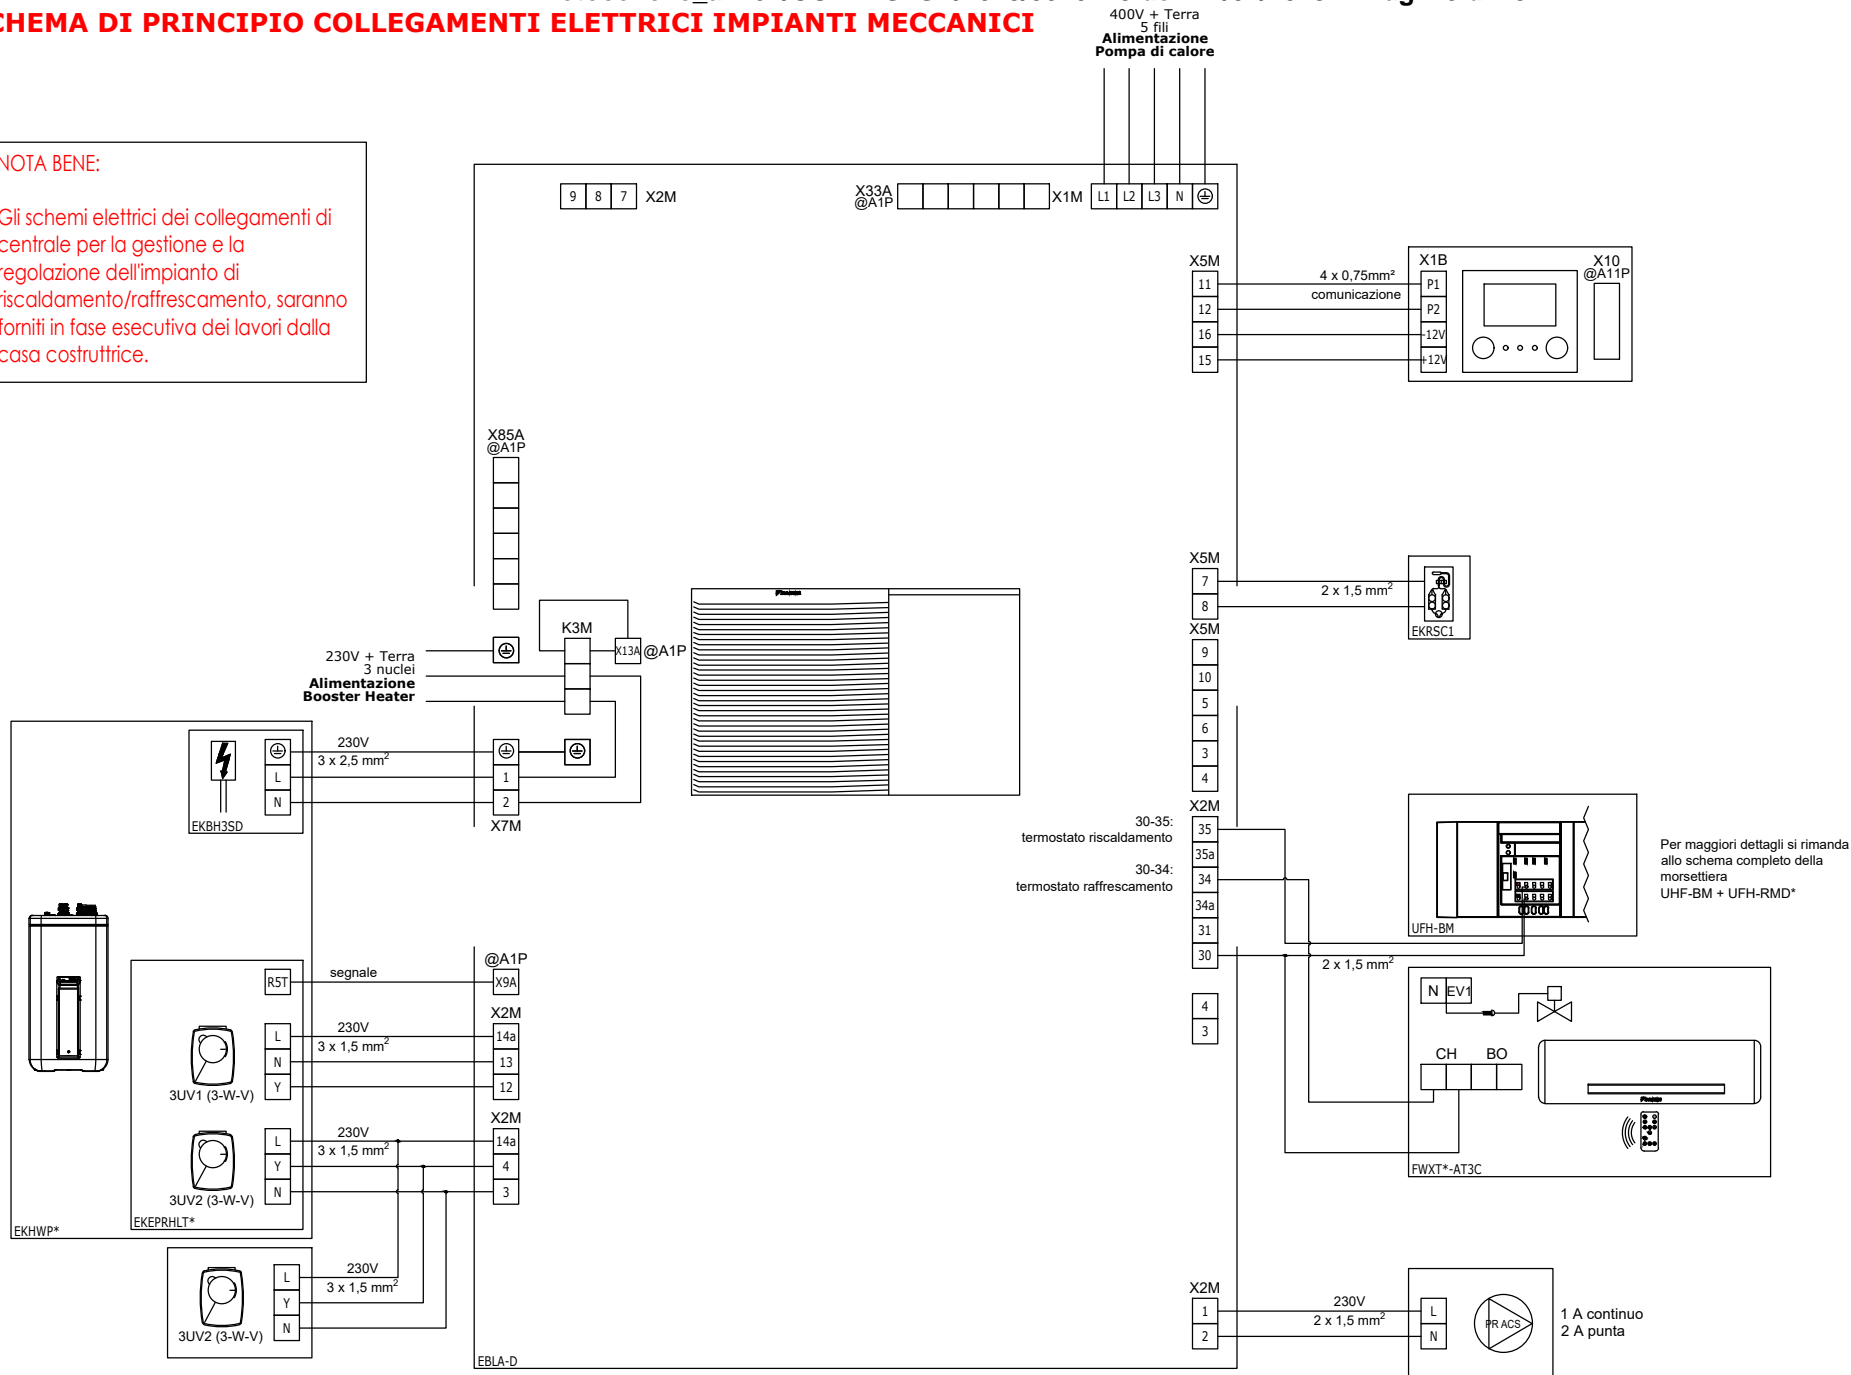 SCHEMA DI PRINCIPIO COLLEGAMENTI ELETTRICI IMPIANTI MECCANICI
400V + Terra
5 fili
Alimentazione
Pompa di calore
NOTA BENE:
Gli schemi elettrici dei collegamenti di
centrale per la gestione e la
regolazione dell'impianto di
riscaldamento/raffrescamento, saranno
forniti in fase esecutiva dei lavori dalla
casa costruttrice.
9 8 7 X2M
X33A
@A1P
X1M L1 L2 L3 N
X5M
11
12
16
15
4 x 0,75mm²
comunicazione
X1B
P1
P2
-12V
+12V
X10
@A11P
X85A
@A1P
X5M
7
8
2 x 1,5 mm²
EKRSC1
K3M
X13A @A1P
230V + Terra
3 nuclei
Alimentazione
Booster Heater
X5M
9
10
5
6
3
4
230V
3 x 2,5 mm²
L
N
EKBH3SD
1
2
X7M
X2M
35
35a
34
34a
31
30
30-35:
termostato riscaldamento
30-34:
termostato raffrescamento
UFH-BM
Per maggiori dettagli si rimanda
allo schema completo della
morsettiera
UHF-BM + UFH-RMD*
2 x 1,5 mm²
4
3
N EV1
CH BO
FWXT*-AT3C
R5T
segnale
@A1P
X9A
X2M
14a
13
12
230V
3 x 1,5 mm²
L
N
Y
3UV1 (3-W-V)
X2M
14a
4
3
230V
3 x 1,5 mm²
L
Y
N
3UV2 (3-W-V)
EKEPRHLT*
EKHWP*
230V
3 x 1,5 mm²
L
Y
N
3UV2 (3-W-V)
EBLA-D
X2M
1
2
230V
2 x 1,5 mm²
L
N
PR ACS
1 A continuo
2 A punta